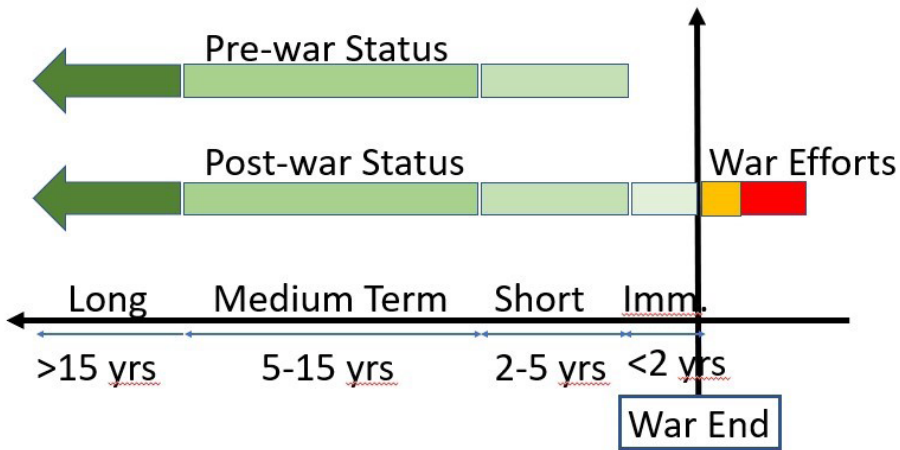 Pre-war Status
Post-war Status
War Efforts
Long
Medium Term
Short
Imm.
>15 yrs
5-15 yrs
2-5 yrs
<2 yrs
War End